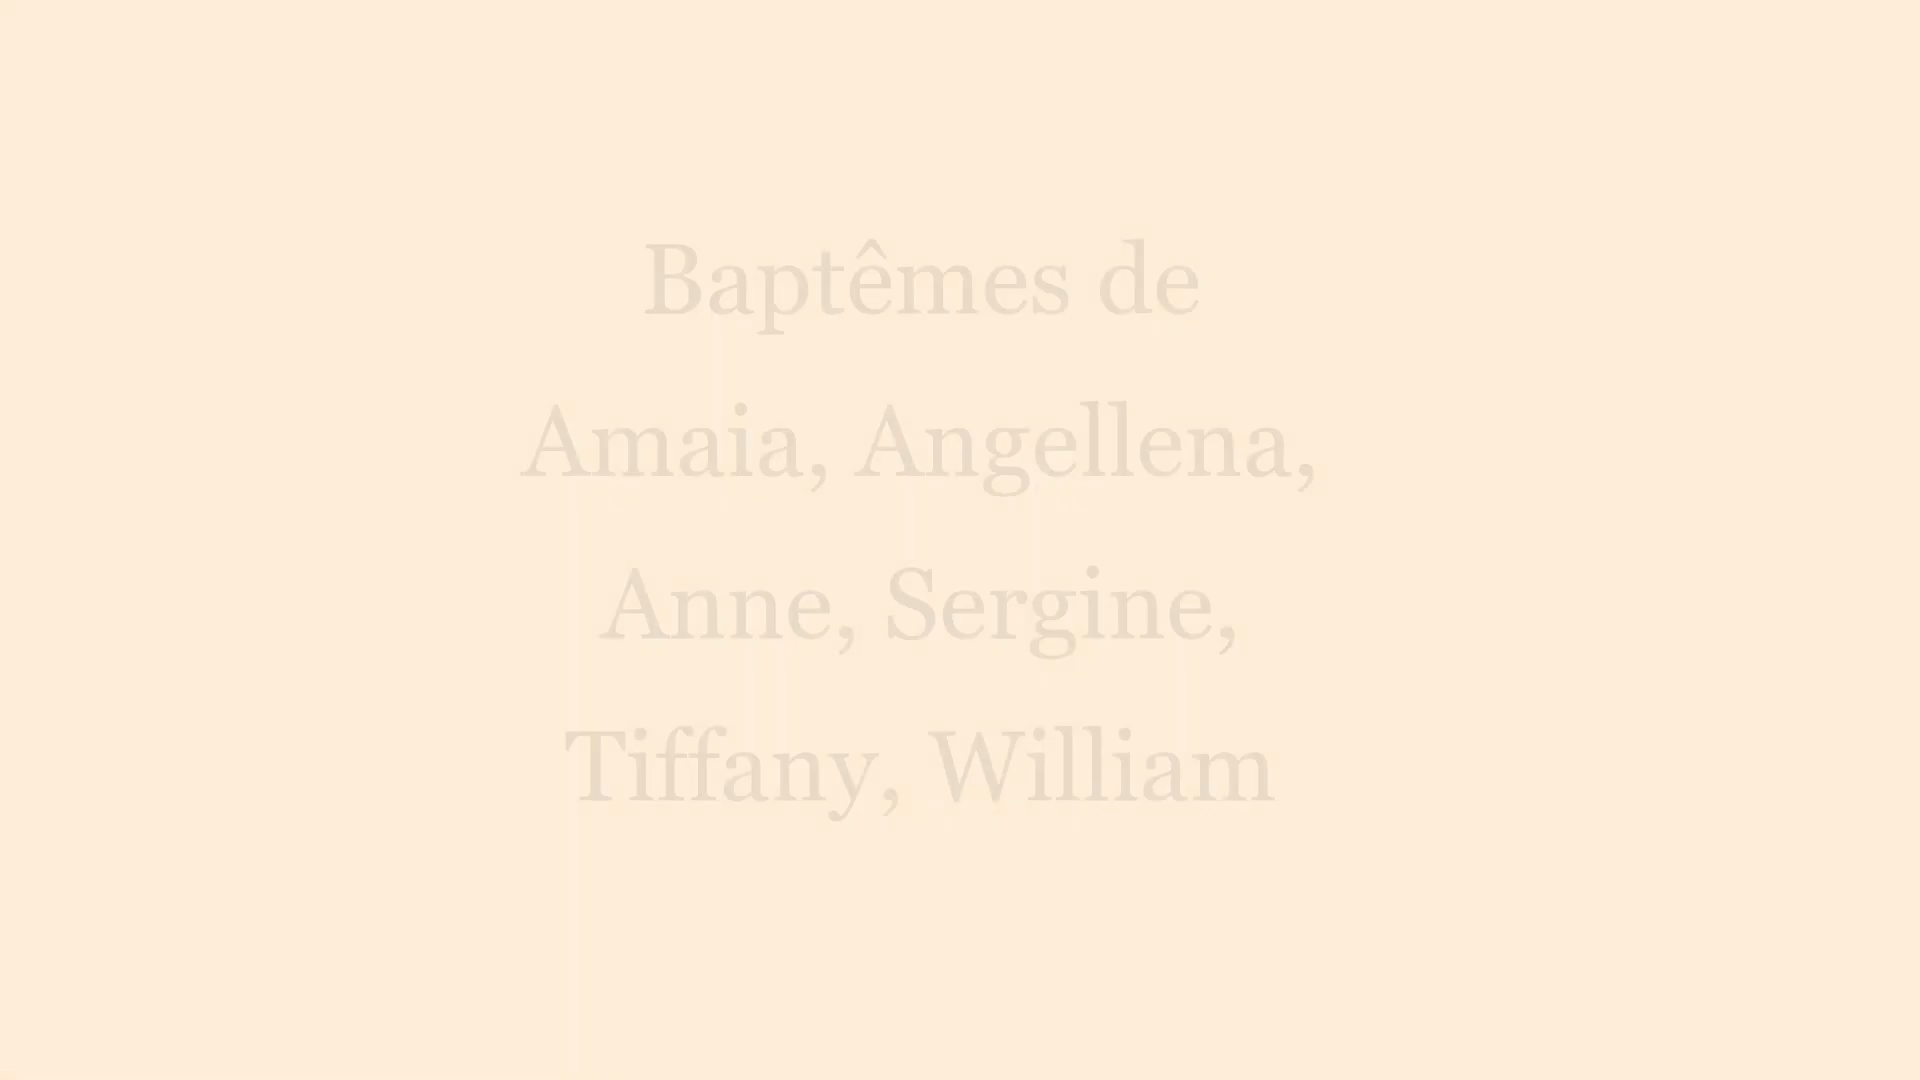 Baptêmes de
Amaia, Angellena,
Anne, Sergine,
Tiffany, William